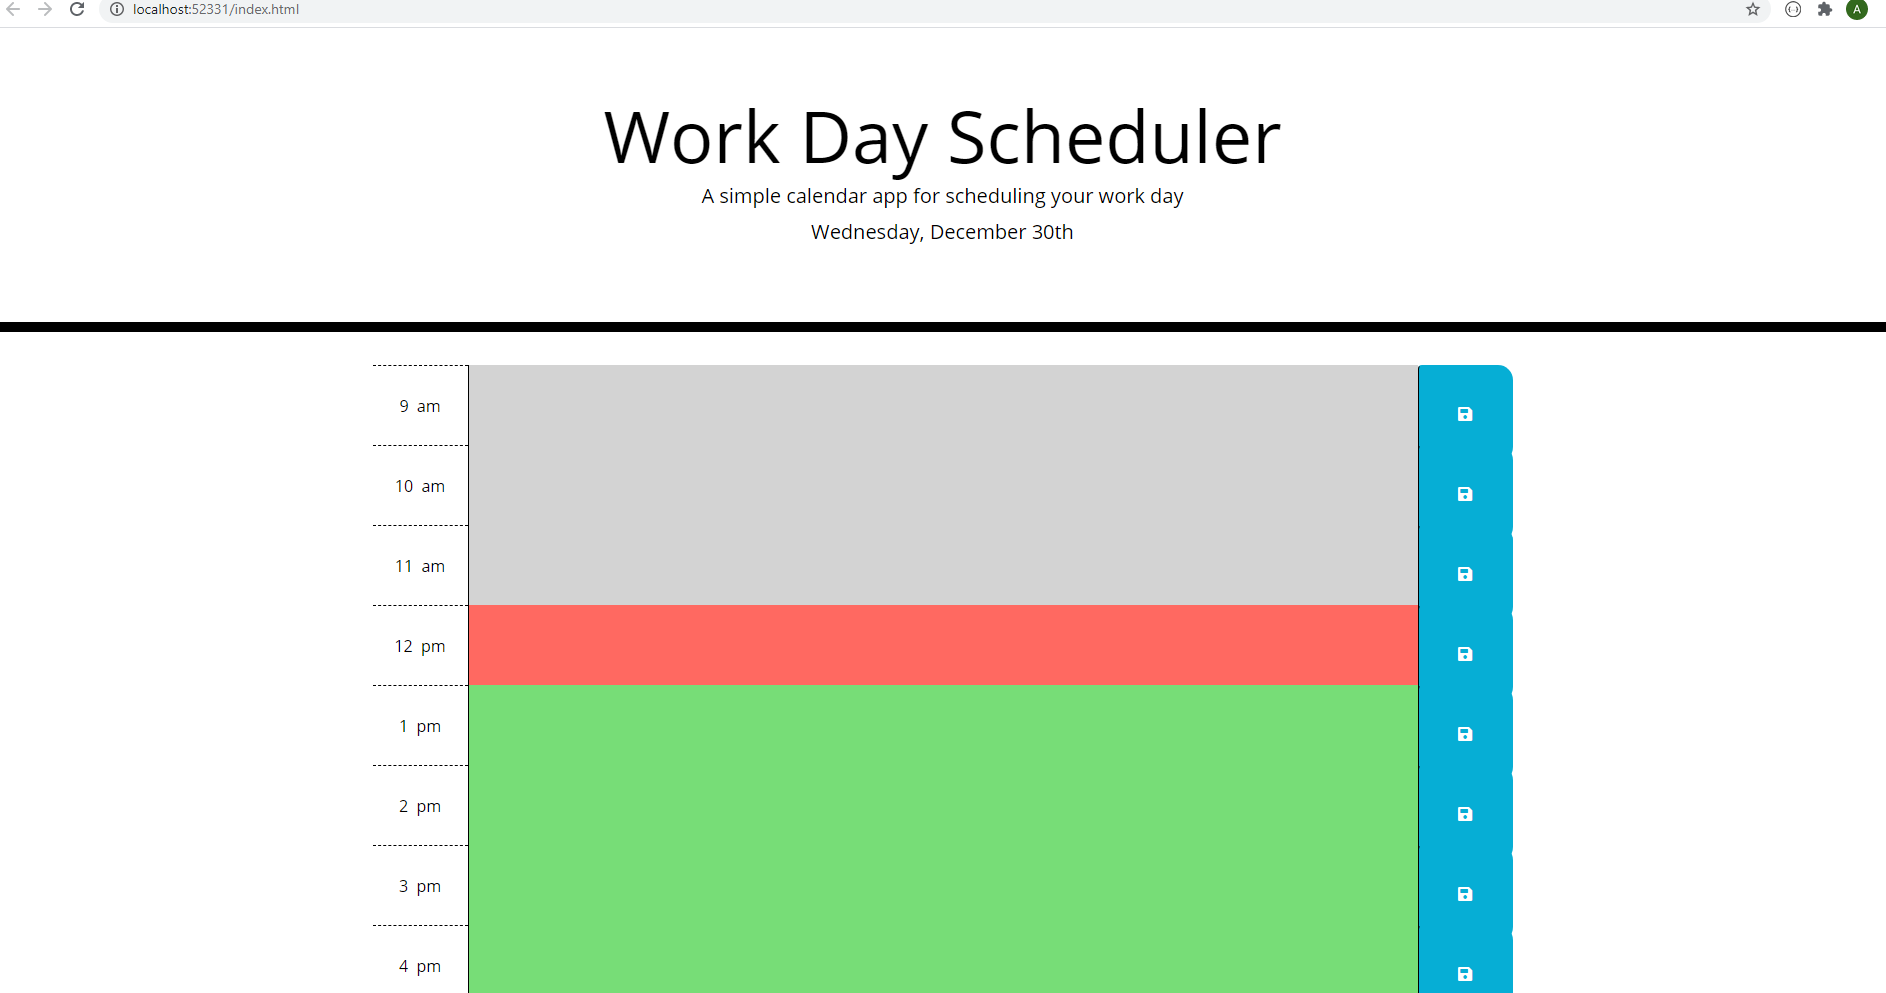 localhost:52331/index.html
A
Work Day Scheduler
A simple calendar app for scheduling your work day
Wednesday, December 30th
9 am
10 am
11 am
12 pm
1 pm
2 pm
3 pm
4 pm